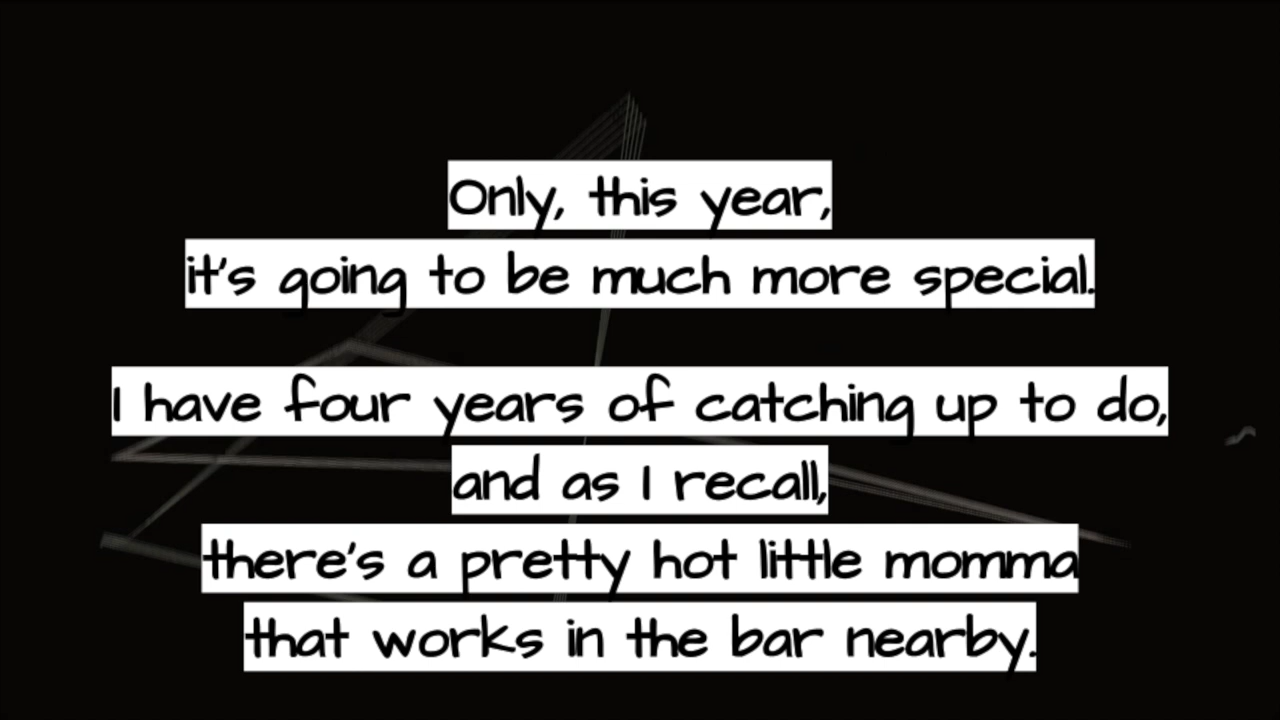 Only, this year,
it's going to be much more special.
I have four years of catching up to do,
and as I recall,
there's a pretty hot little momma
that works in the bar nearby.